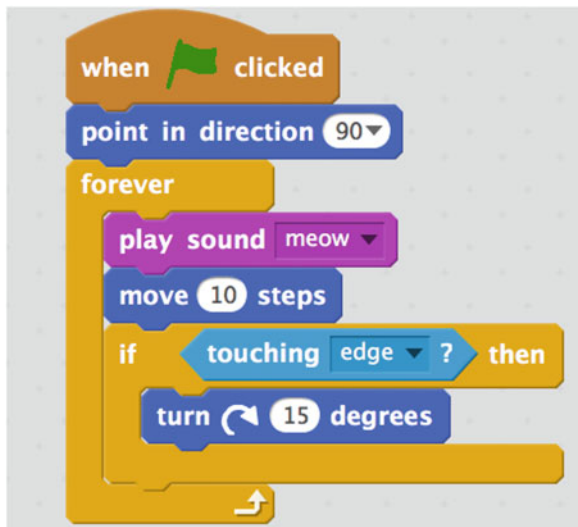 when clicked
point in direction 90
forever
play sound meow
move 10 steps
if touching edge ? then
turn 15 degrees